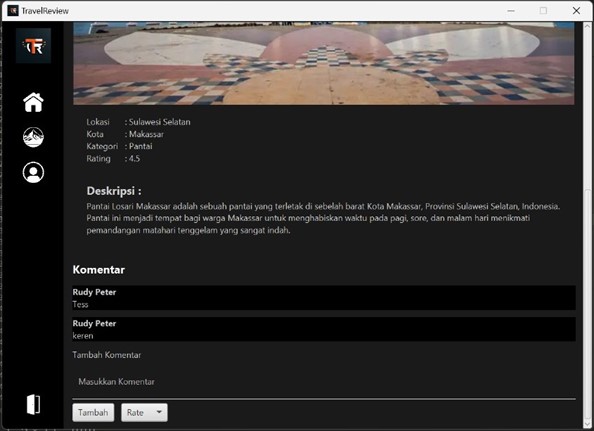 TravelReview
TR
Lokasi : Sulawesi Selatan
Kota : Makassar
Kategori : Pantai
Rating : 4.5
Deskripsi :
Pantai Losari Makassar adalah sebuah pantai yang terletak di sebelah barat Kota Makassar, Provinsi Sulawesi Selatan, Indonesia.
Pantai ini menjadi tempat bagi warga Makassar untuk menghabiskan waktu pada pagi, sore, dan malam hari menikmati
pemandangan matahari tenggelam yang sangat indah.
Komentar
Rudy Peter
Tess
Rudy Peter
keren
Tambah Komentar
Masukkan Komentar
Tambah Rate